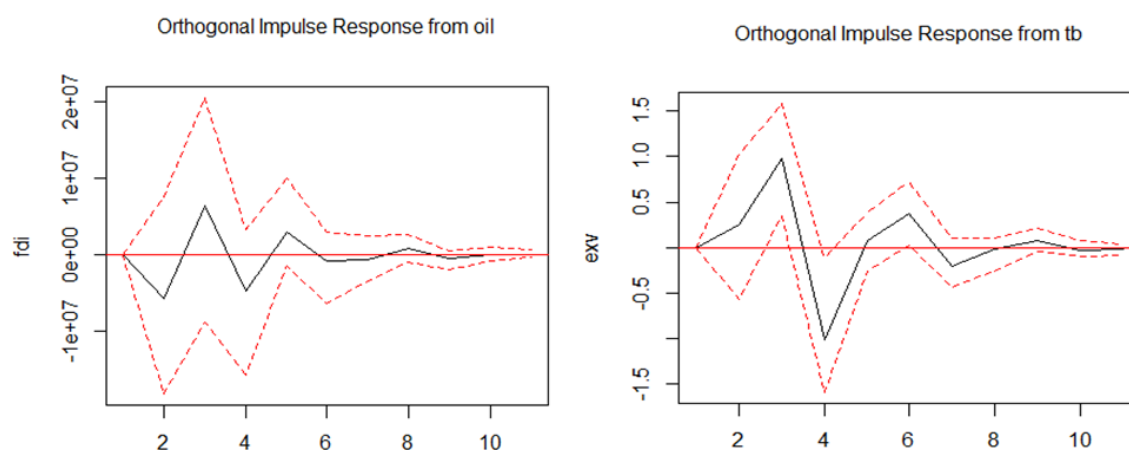 Orthogonal Impulse Response from oil
fdi
2e+07
1e+07
0e+00
-1e+07
2 4 6 8 10
Orthogonal Impulse Response from tb
exv
1.5
1.0
0.5
-0.5
-1.5
2 4 6 8 10